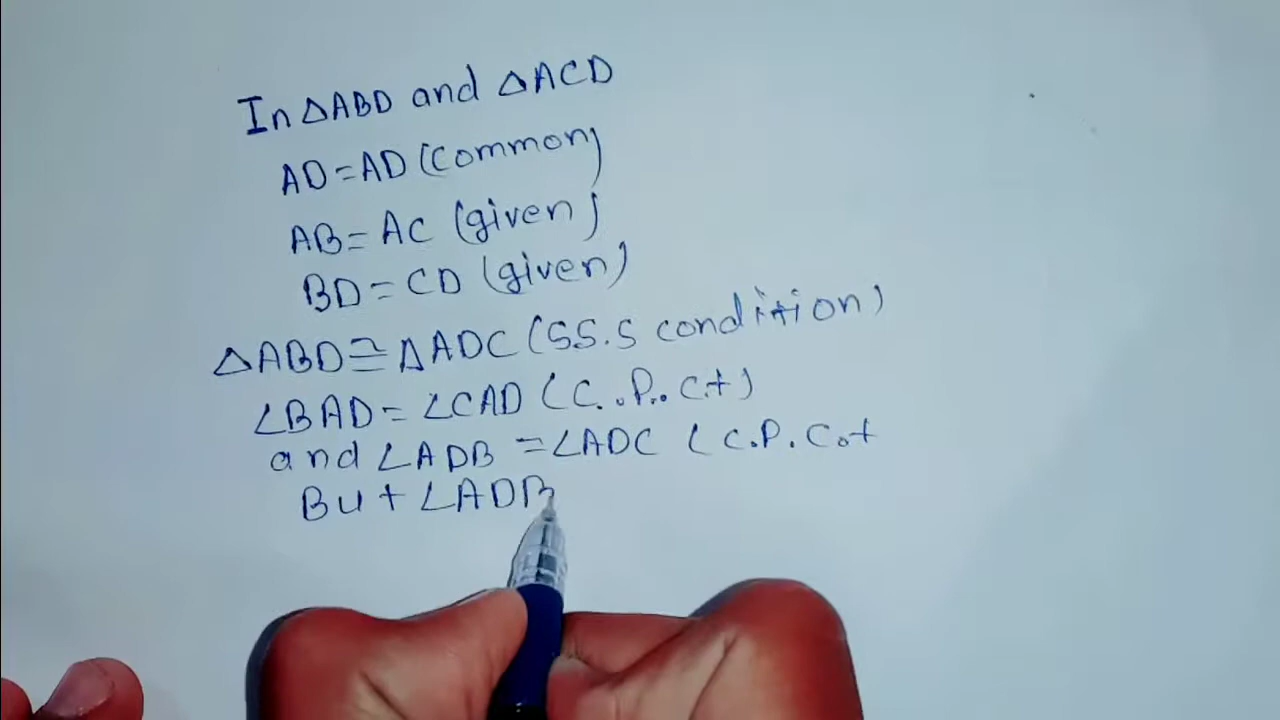 In △ABD and △ACD
AD=AD (common)
AB=AC (given)
BD=CD (given)
△ABD≅△ADC (S.S.S condition)
∠BAD=∠CAD (C.P.C.t)
and ∠ADB=∠ADC (C.P.C.t
But ∠ADB